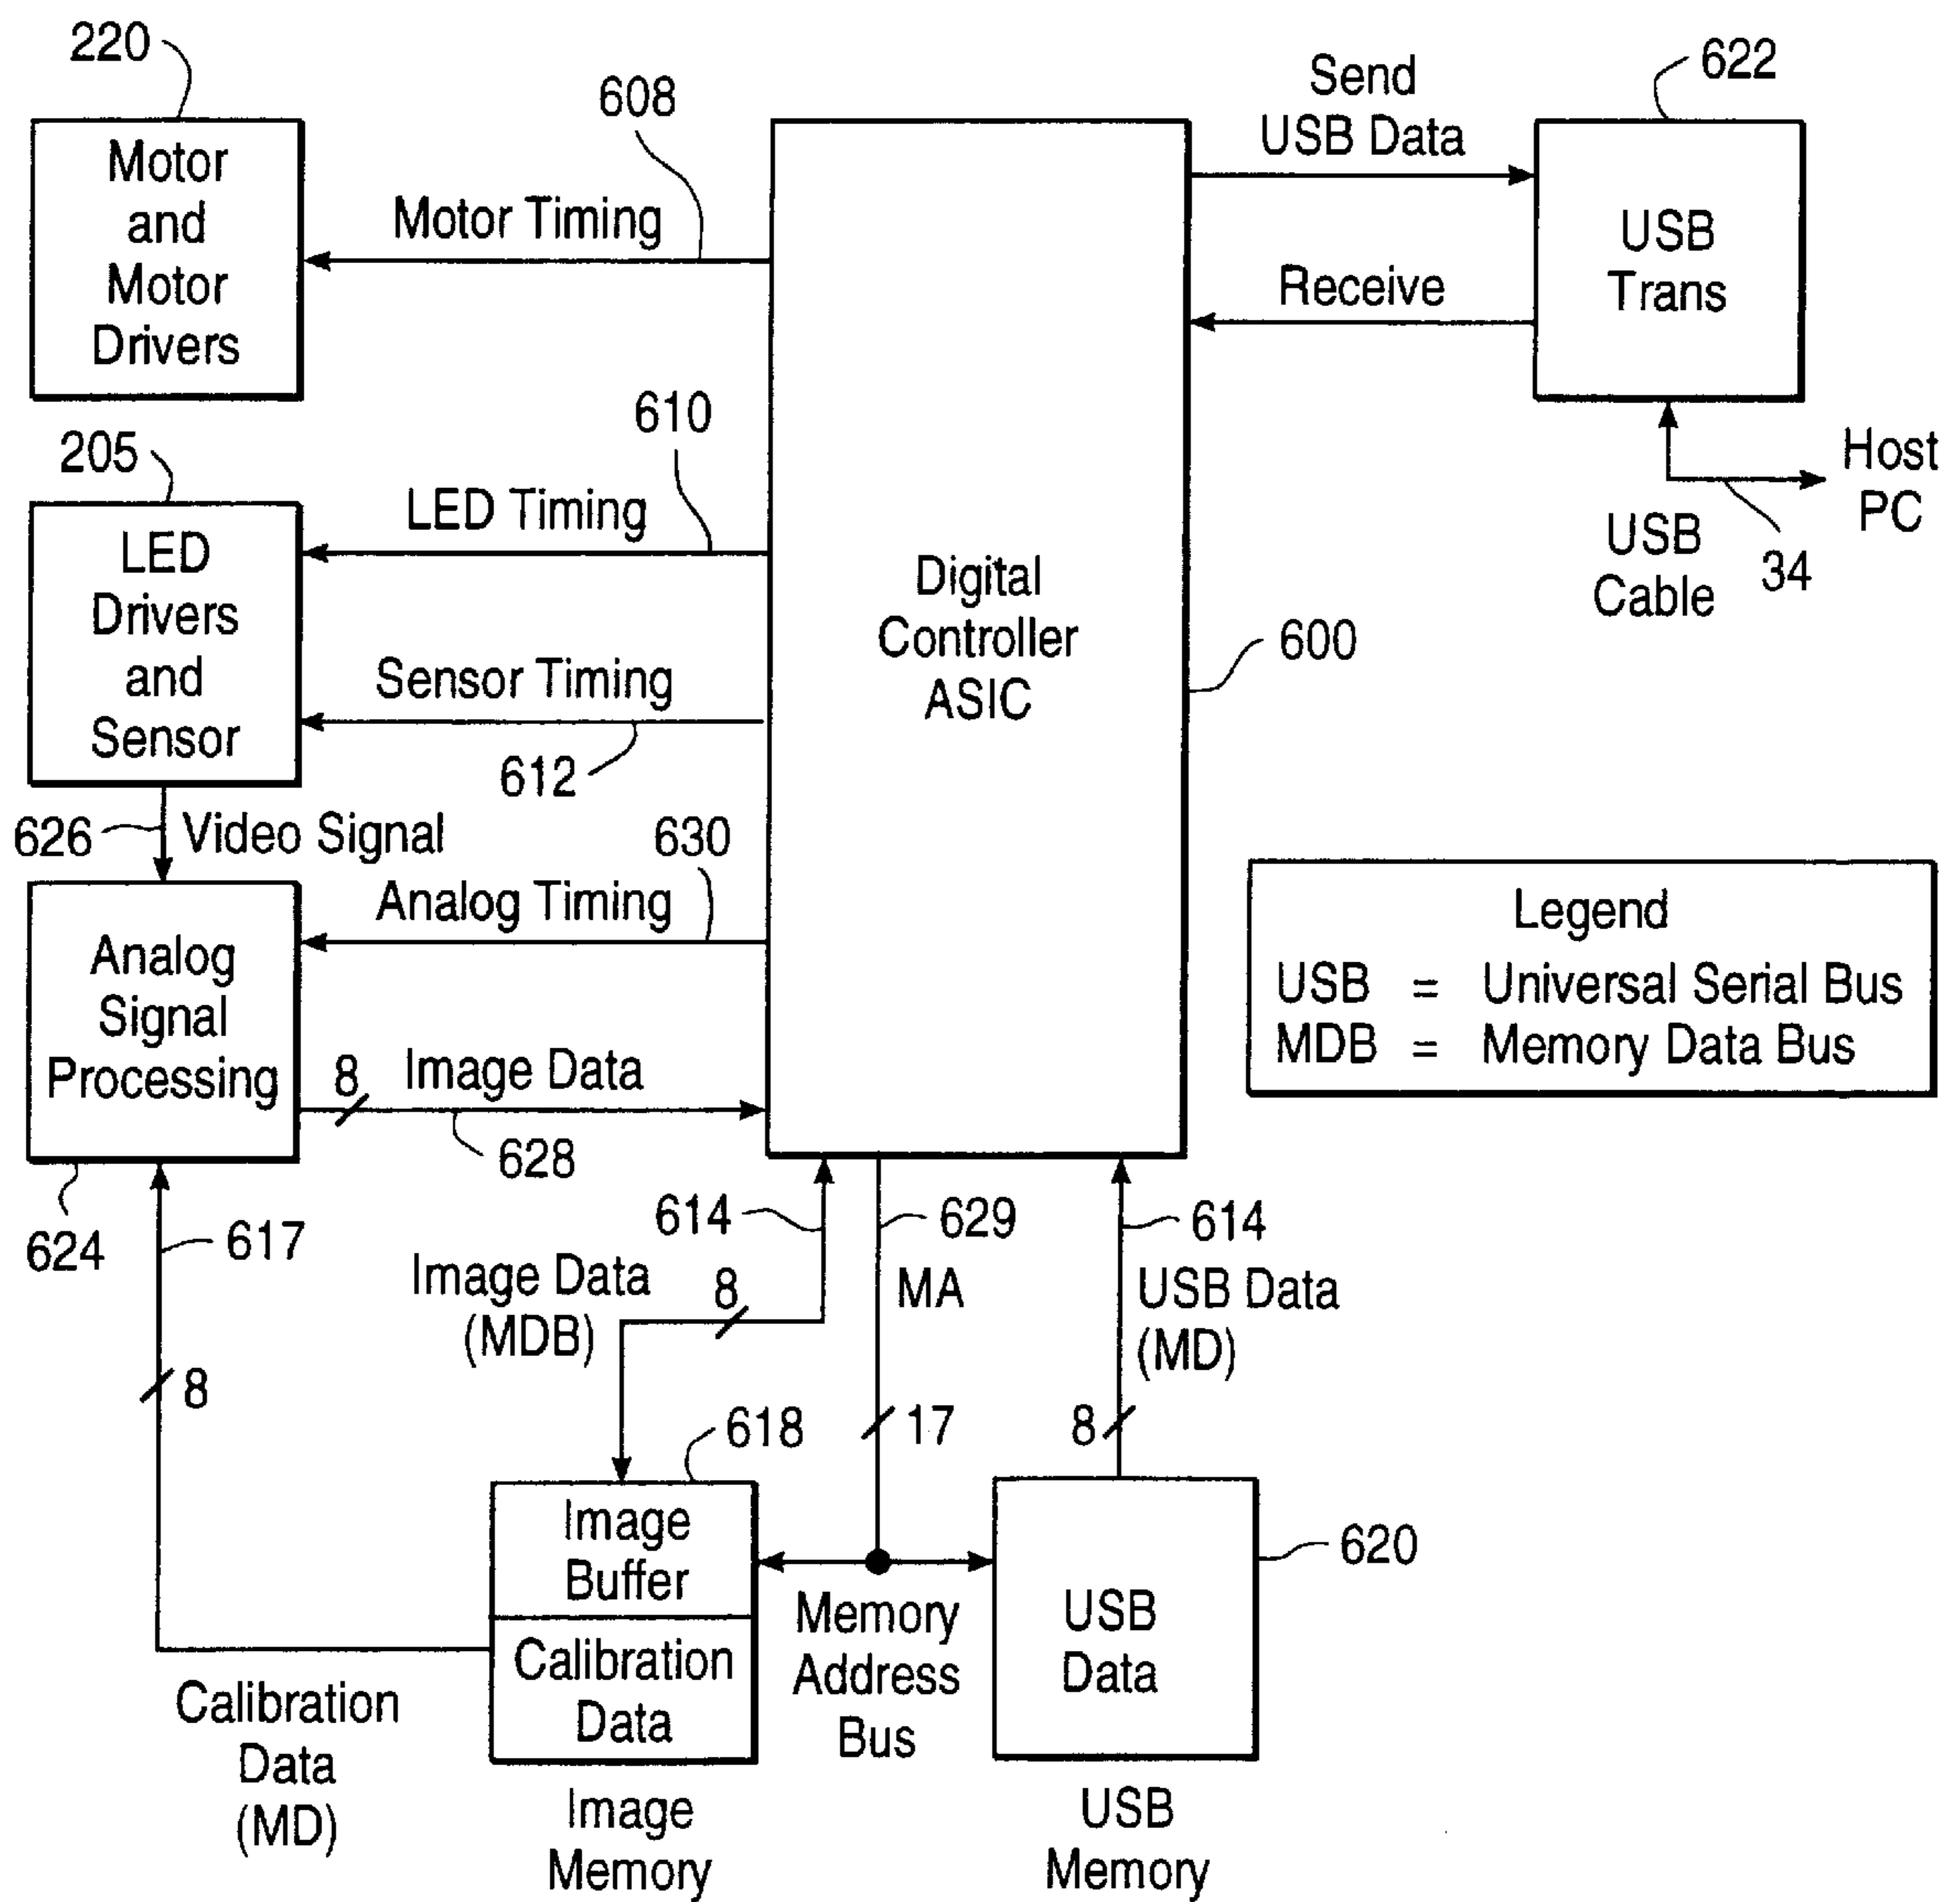 220
608
Send
USB Data
622
Motor
and
Motor
Drivers
Motor Timing
USB
Trans
Receive
610
205
Host
PC
LED Timing
USB
Cable
34
LED
Drivers
and
Sensor
Digital
Controller
ASIC
600
Sensor Timing
612
626
Video Signal
630
Analog Timing
Legend
USB = Universal Serial Bus
MDB = Memory Data Bus
Analog
Signal
Processing
8
Image Data
628
624
617
614
629
614
Image Data
(MDB)
8
MA
USB Data
(MD)
8
618
17
8
Image
Buffer
620
Memory
Address
Bus
USB
Data
Calibration
Data
Calibration
Data
(MD)
Image
Memory
USB
Memory